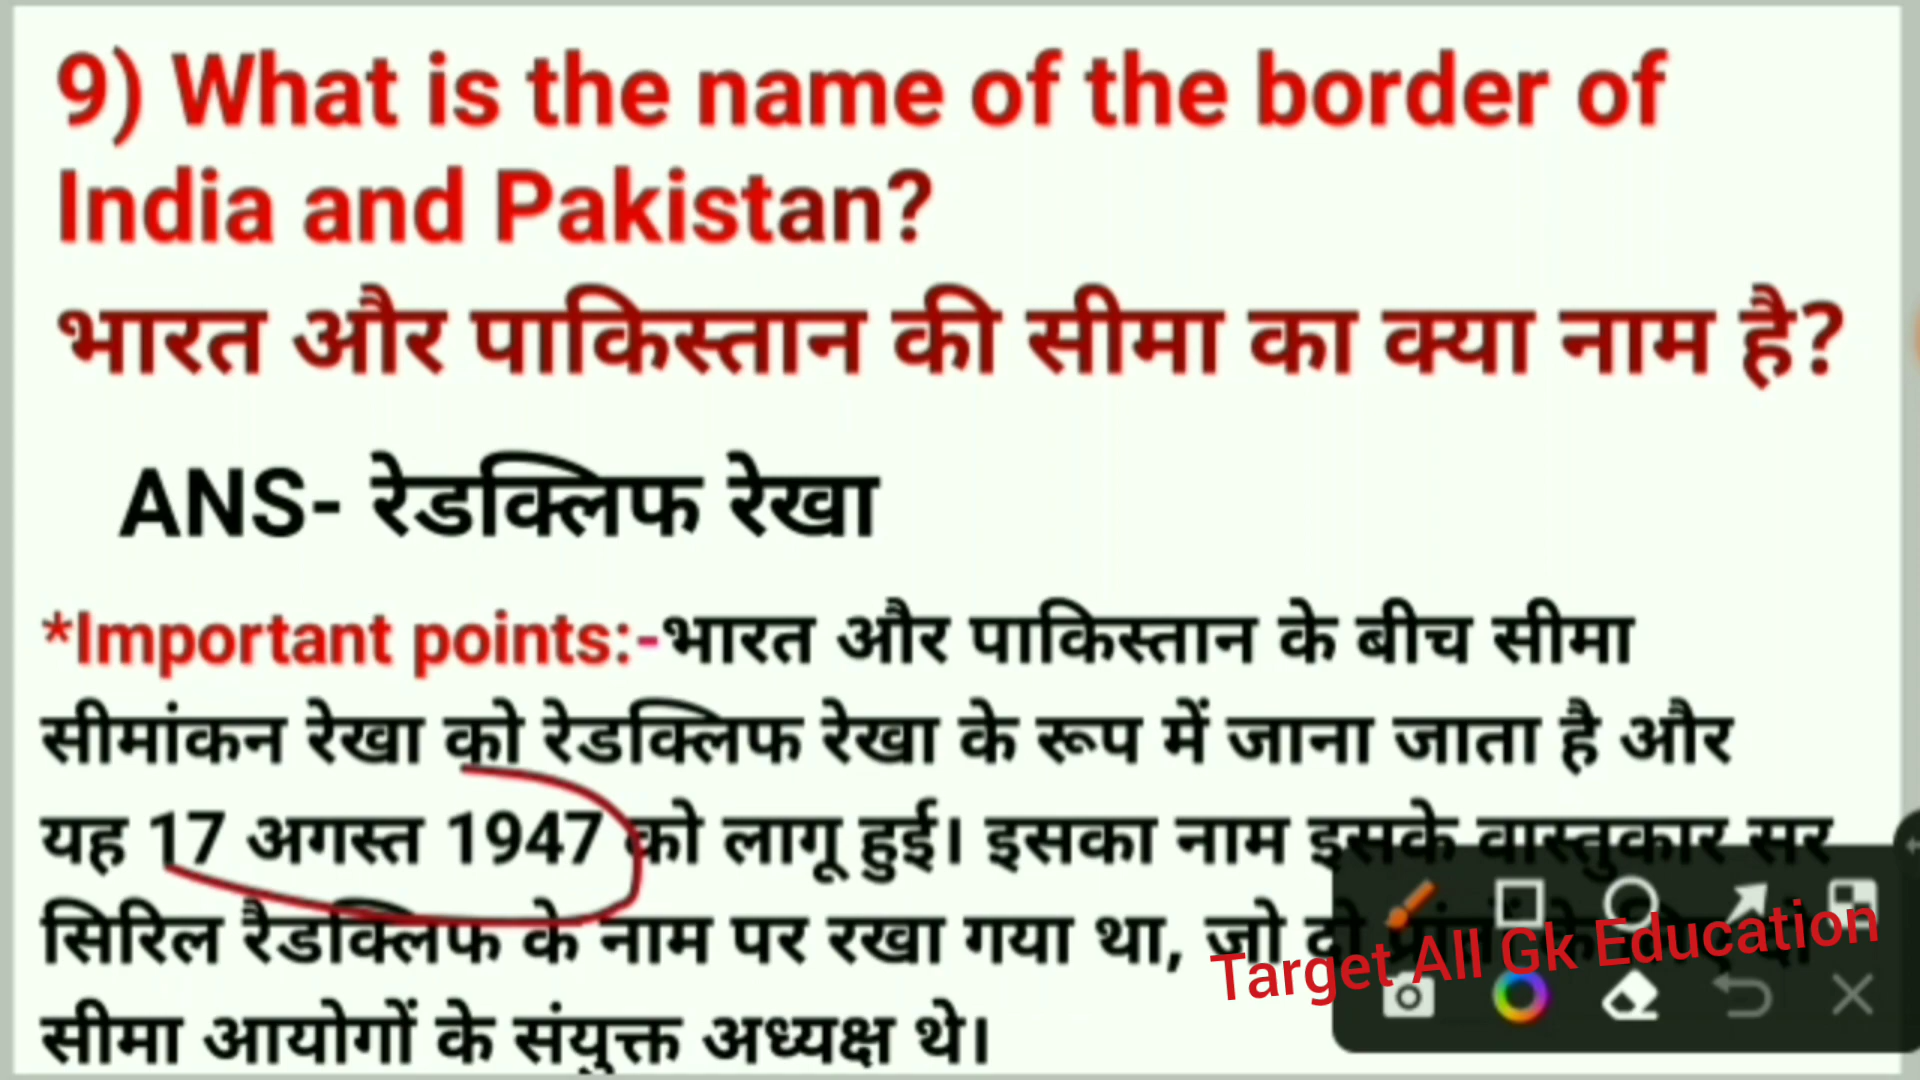 9) What is the name of the border of
India and Pakistan?
भारत और पाकिस्तान की सीमा का क्या नाम है?
ANS- रेडक्लिफ रेखा
*Important points:-भारत और पाकिस्तान के बीच सीमा
सीमांकन रेखा को रेडक्लिफ रेखा के रूप में जाना जाता है और
यह 17 अगस्त 1947 को लागू हुई। इसका नाम इसके वास्तुकार सर
सिरिल रैडक्लिफ के नाम पर रखा गया था, जो दो
Target All Gk Education
सीमा आयोगों के संयुक्त अध्यक्ष थे।